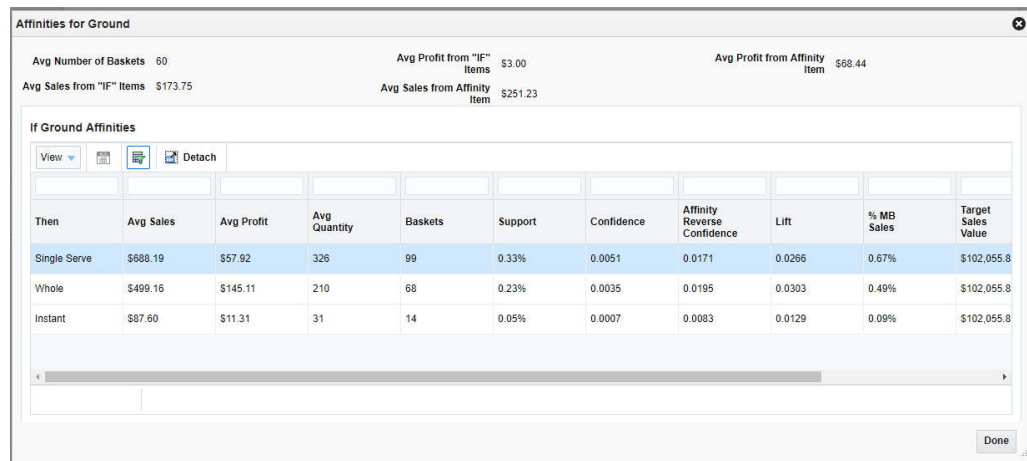 Affinities for Ground
Avg Number of Baskets 60
Avg Profit from "IF" Items $3.00
Avg Profit from Affinity Item $68.44
Avg Sales from "IF" Items $173.75
Avg Sales from Affinity Item $251.23
If Ground Affinities
View Detach
Then Avg Sales Avg Profit Avg Quantity Baskets Support Confidence Affinity Reverse Confidence Lift % MB Sales Target Sales Value
Single Serve $688.19 $57.92 326 99 0.33% 0.0051 0.0171 0.0266 0.67% $102,055.8
Whole $499.16 $145.11 210 68 0.23% 0.0035 0.0195 0.0303 0.49% $102,055.8
Instant $87.60 $11.31 31 14 0.05% 0.0007 0.0083 0.0129 0.09% $102,055.8
Done